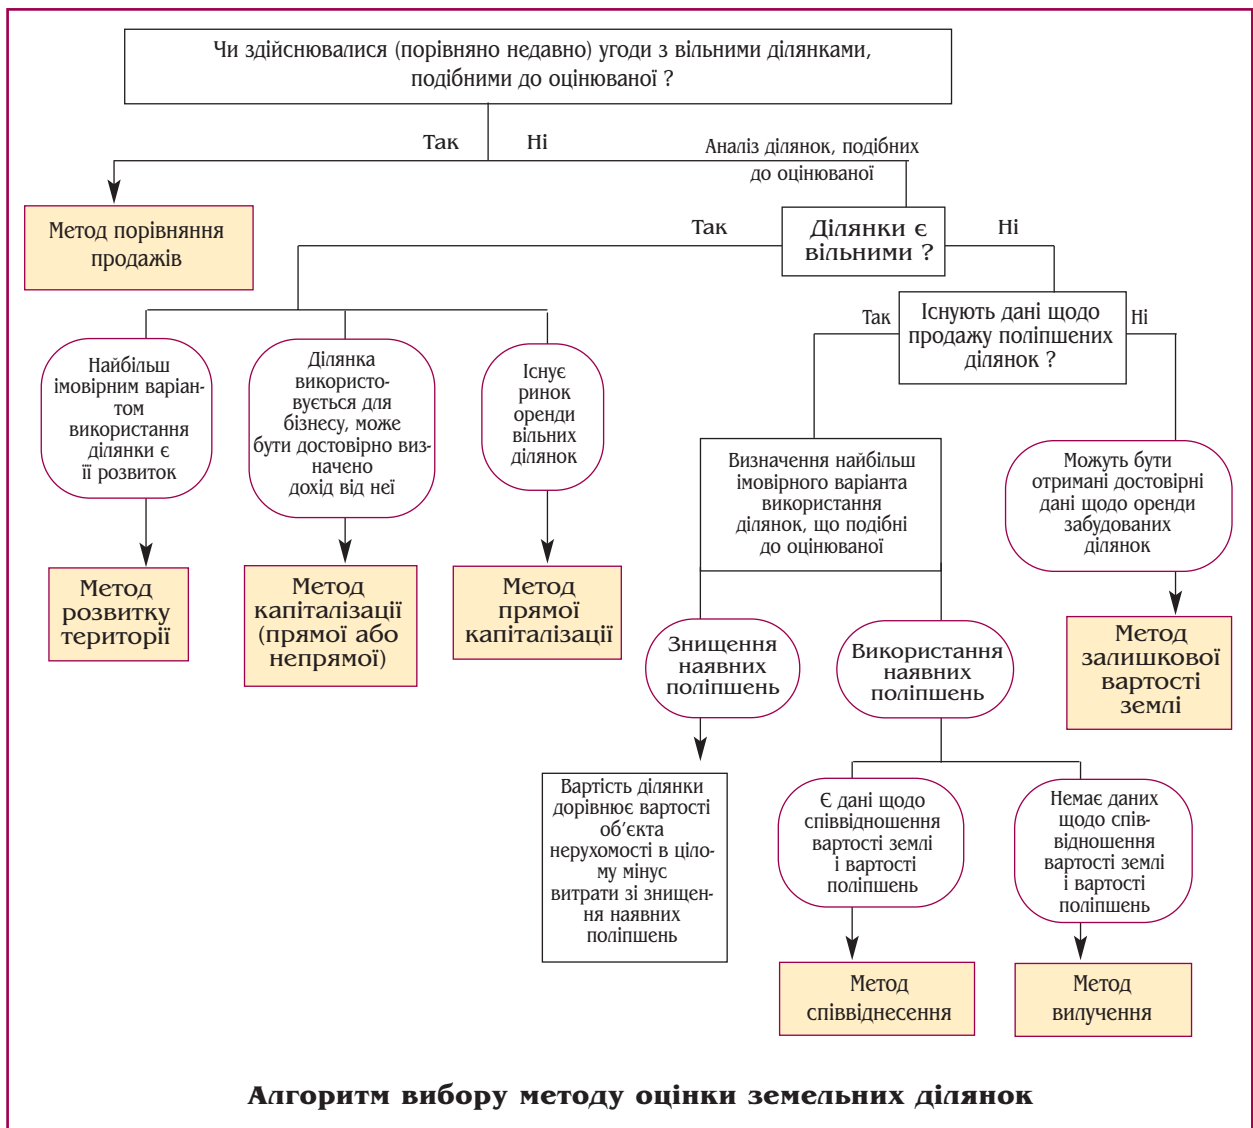 Чи здійснювалися (порівняно недавно) угоди з вільними ділянками,
подібними до оцінюваної ?
Так
Ні
Аналіз ділянок, подібних
до оцінюваної
Метод порівняння
продажів
Так
Ділянки є
вільними ?
Ні
Так
Існують дані щодо
продажу поліпшених
ділянок ?
Ні
Найбільш
імовірним варіан-
том
використання
ділянки є
її розвиток
Ділянка
використо-
вується для
бізнесу, може
бути достовірно виз-
начено
дохід від неї
Існує
ринок
оренди
вільних
ділянок
Визначення найбільш
імовірного варіанта
використання
ділянок, що подібні
до оцінюваної
Можуть бути
отримані достовірні
дані щодо оренди
забудованих
ділянок
Метод
розвитку
території
Метод
капіталізації
(прямої або
непрямої)
Метод
прямої
капіталізації
Знищення
наявних
поліпшень
Використання
наявних
поліпшень
Метод
залишкової
вартості
землі
Вартість ділянки
дорівнює вартості
об’єкта
нерухомості в ціло-
му мінус
витрати зі знищен-
ня наявних
поліпшень
Є дані щодо
співвідношення
вартості землі
і вартості
поліпшень
Немає даних
щодо спів-
відношення
вартості землі
і вартості
поліпшень
Метод
співвіднесення
Метод
вилучення
Алгоритм вибору методу оцінки земельних ділянок